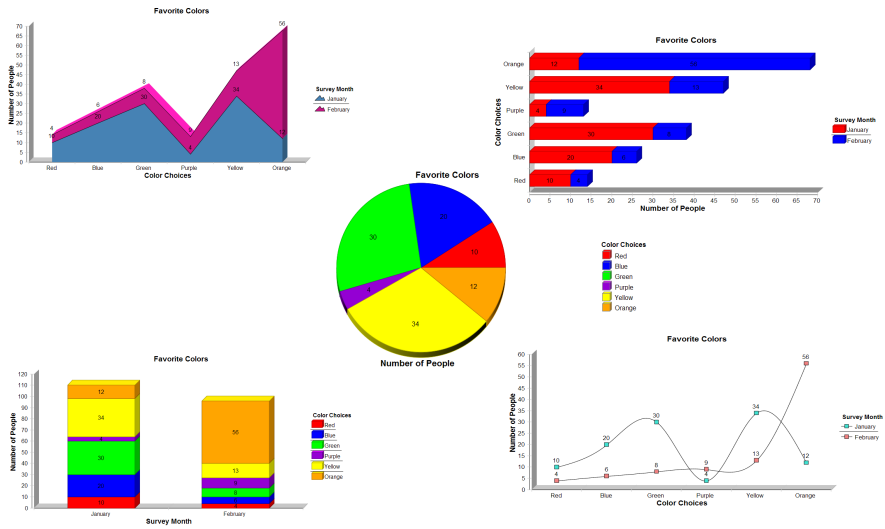 Favorite Colors
Number of People
70
65
60
55
50
45
40
35
30
25
20
15
10
5
0
4
10
6
20
8
30
9
4
13
34
56
12
Red Blue Green Purple Yellow Orange
Color Choices
Survey Month
January
February
Favorite Colors
Color Choices
Orange 12
Yellow 34
Purple 4
Green 30
Blue 20
Red 10
0 5 10 15 20 25 30 35 40 45 50 55 60 65 70
Number of People
Survey Month
January
February
Favorite Colors
20
30
10
4
12
34
Number of People
Color Choices
Red
Blue
Green
Purple
Yellow
Orange
Favorite Colors
Number of People
120
110
100
90
80
70
60
50
40
30
20
10
0
12
34
4
30
20
10
56
13
9
8
January February
Survey Month
Color Choices
Red
Blue
Green
Purple
Yellow
Orange
Favorite Colors
Number of People
60
55
50
45
40
35
30
25
20
15
10
5
0
10 20 30 4 34 12
4 6 8 9 13 56
Red Blue Green Purple Yellow Orange
Color Choices
Survey Month
January
February